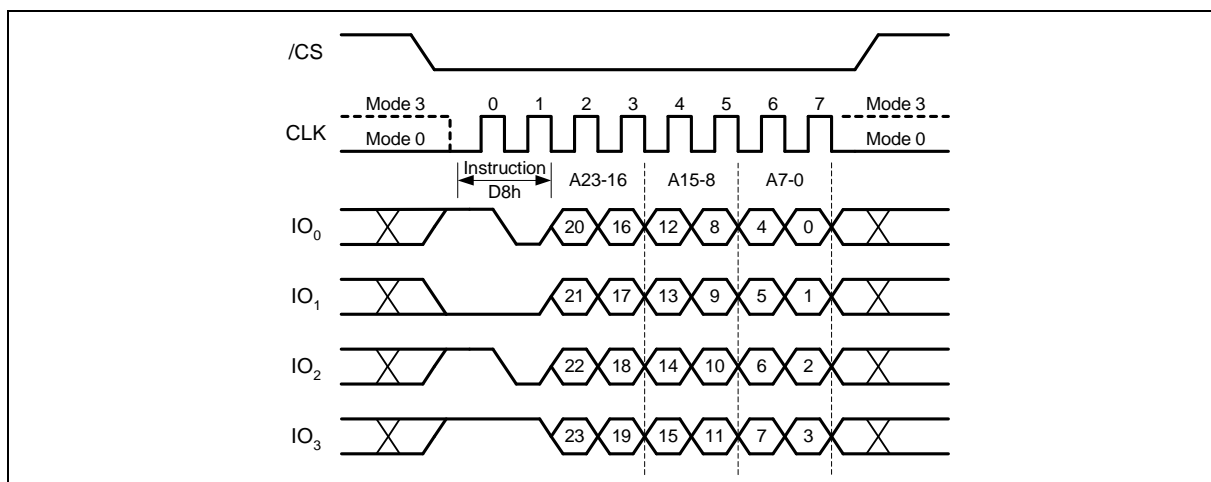 /CS
Mode 3 0 1 2 3 4 5 6 7 Mode 3
CLK
Mode 0 Mode 0
Instruction
D8h A23-16 A15-8 A7-0
IO0 20 16 12 8 4 0
IO1 21 17 13 9 5 1
IO2 22 18 14 10 6 2
IO3 23 19 15 11 7 3